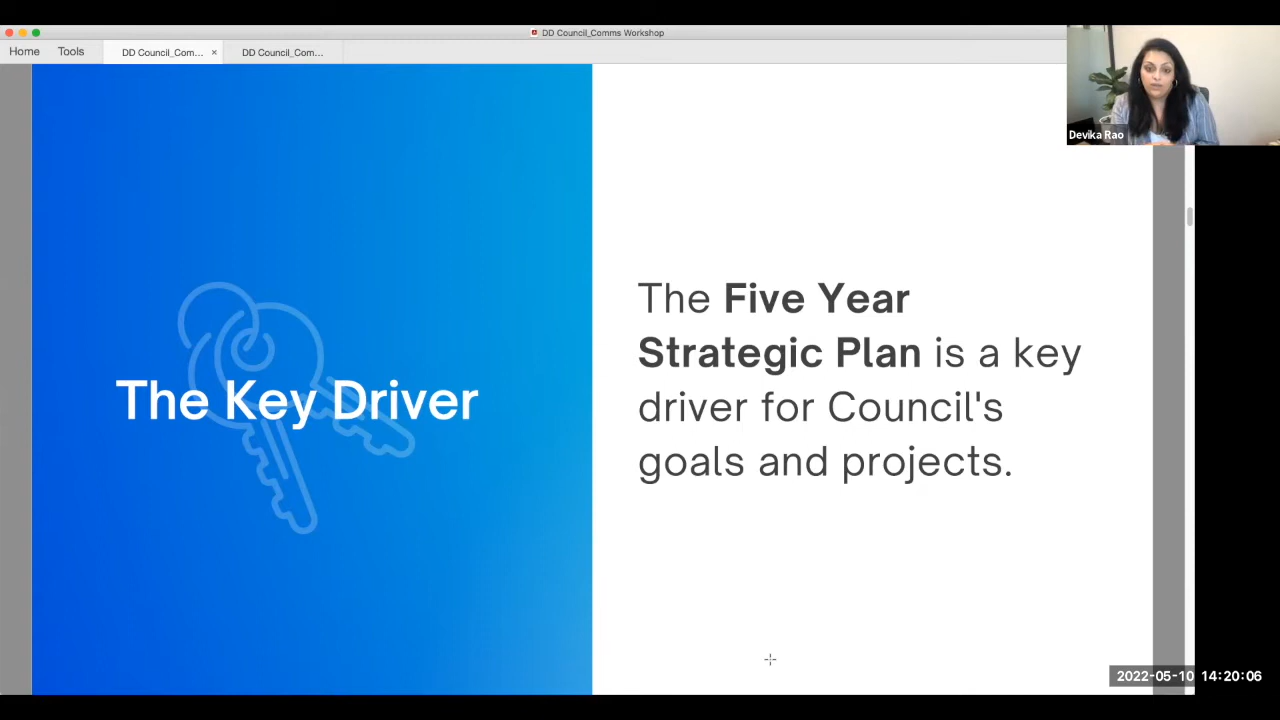 DD Council_Comms Workshop
Home Tools DD Council_Com... × DD Council_Comm...
Devika Rao
The Key Driver
The Five Year
Strategic Plan is a key
driver for Council's
goals and projects.
2022-05-10 14:20:06